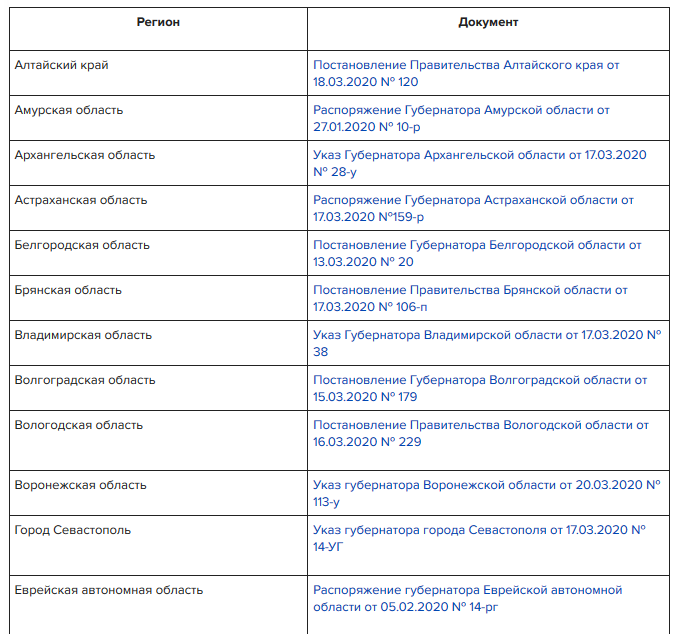 Регион
Документ
Алтайский край
Постановление Правительства Алтайского края от
18.03.2020 № 120
Амурская область
Распоряжение Губернатора Амурской области от
27.01.2020 № 10-р
Архангельская область
Указ Губернатора Архангельской области от 17.03.2020
№ 28-у
Астраханская область
Распоряжение Губернатора Астраханской области от
17.03.2020 №159-р
Белгородская область
Постановление Губернатора Белгородской области от
13.03.2020 № 20
Брянская область
Постановление Правительства Брянской области от
17.03.2020 № 106-п
Владимирская область
Указ Губернатора Владимирской области от 17.03.2020 №
38
Волгоградская область
Постановление Губернатора Волгоградской области от
15.03.2020 № 179
Вологодская область
Постановление Правительства Вологодской области от
16.03.2020 № 229
Воронежская область
Указ губернатора Воронежской области от 20.03.2020 №
113-у
Город Севастополь
Указ губернатора города Севастополя от 17.03.2020 №
14-УГ
Еврейская автономная область
Распоряжение губернатора Еврейской автономной
области от 05.02.2020 № 14-рг